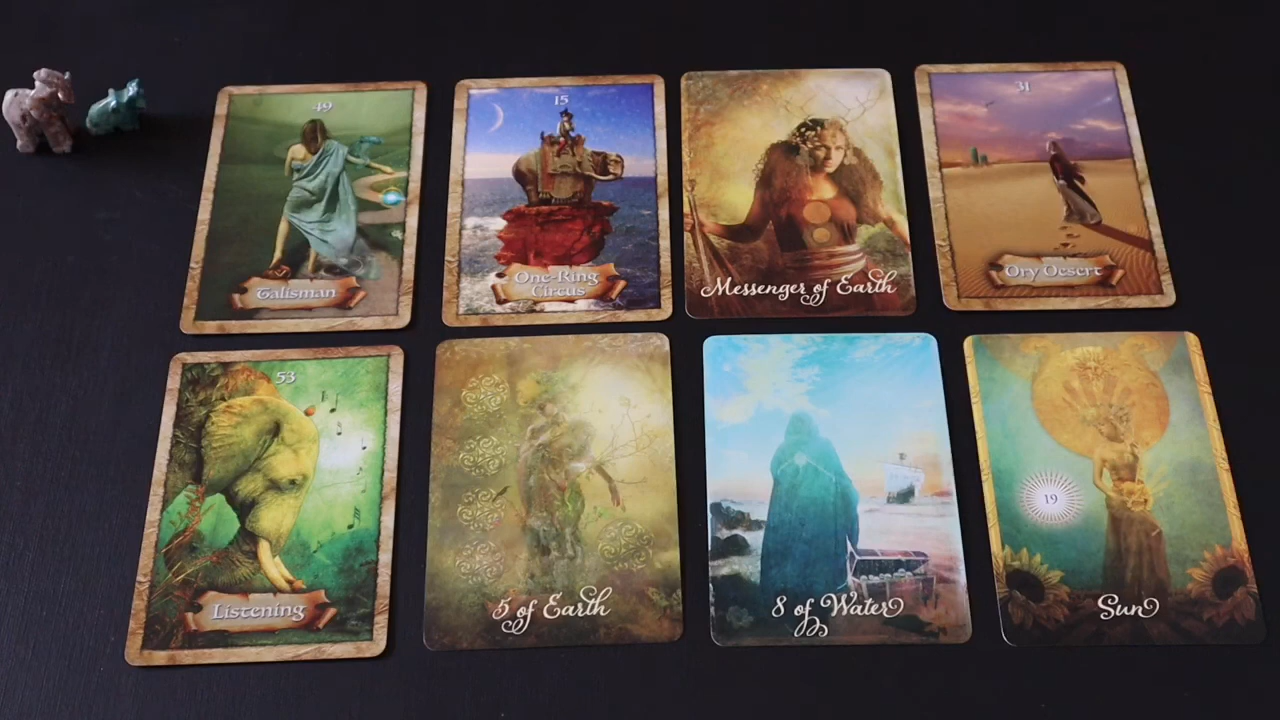 49
Talisman
15
One-Ring
Circus
Messenger of Earth
31
Dry Desert
53
Listening
5 of Earth
8 of Water
19
Sun